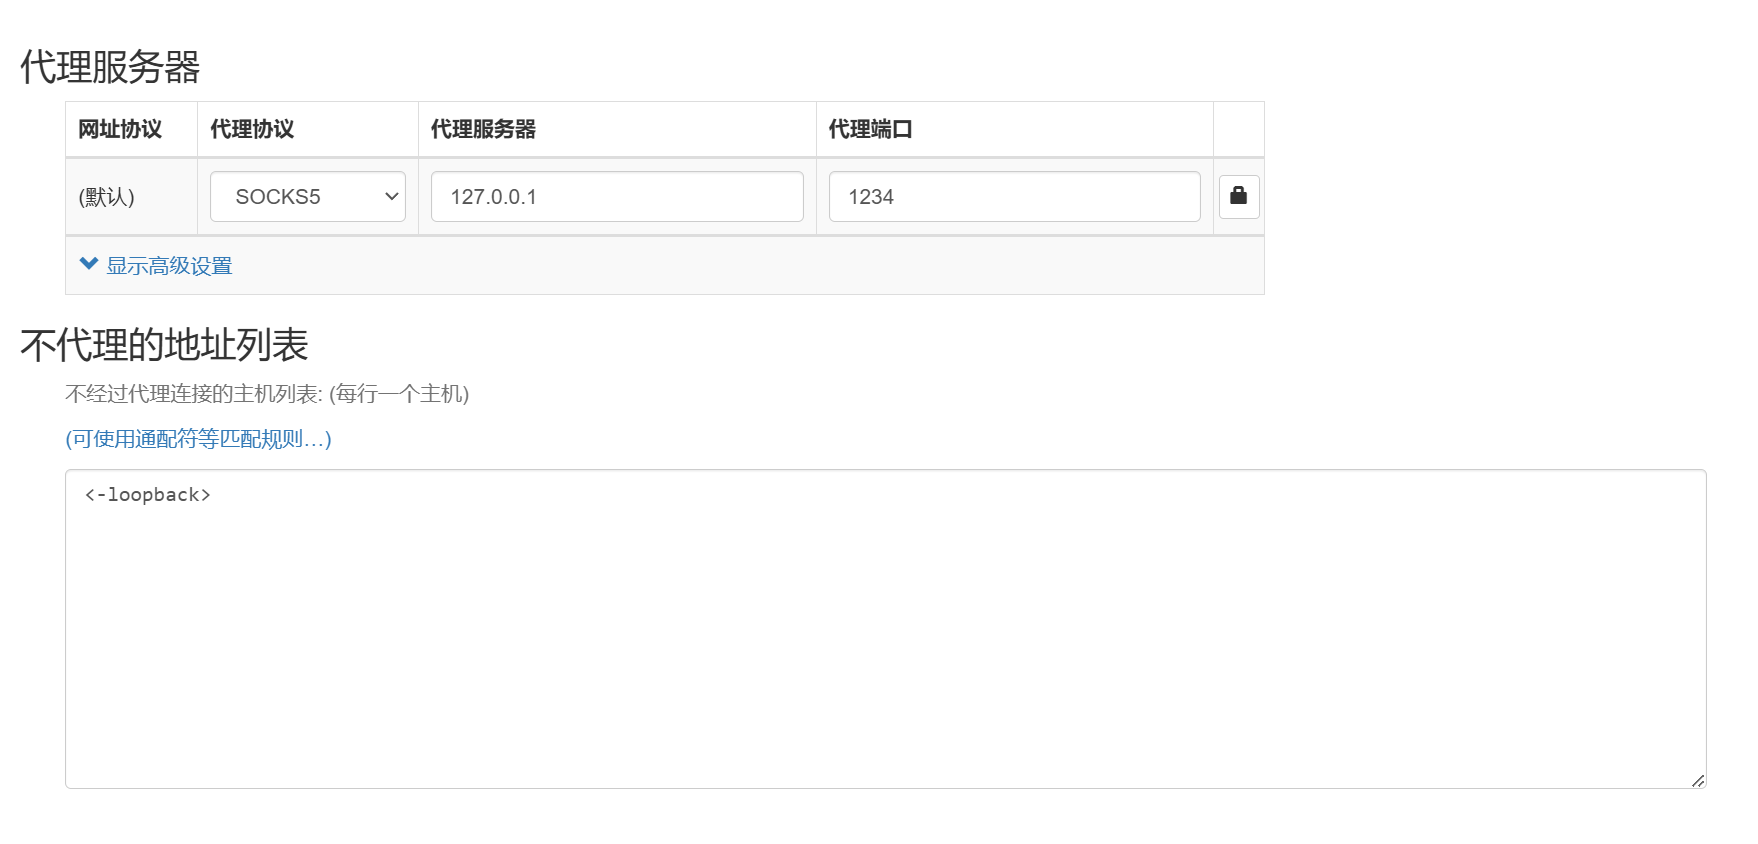 代理服务器
网址协议 代理协议 代理服务器 代理端口
(默认) SOCKS5 127.0.0.1 1234
显示高级设置
不代理的地址列表
不经过代理连接的主机列表: (每行一个主机)
(可使用通配符等匹配规则…)
<-loopback>